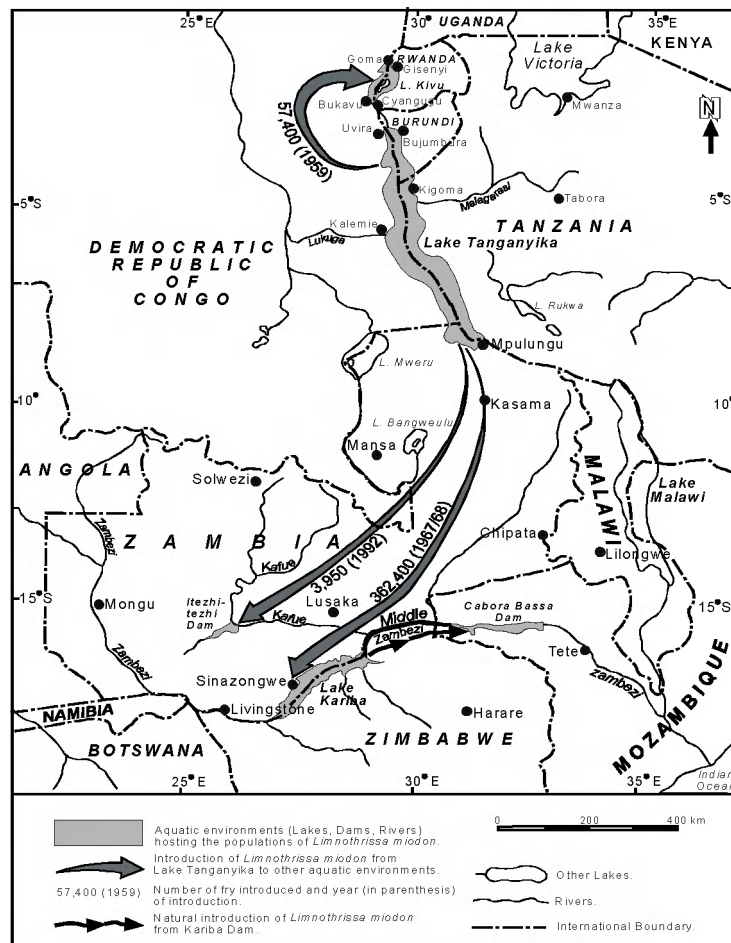 UGANDA
35°E
30°E
KENYA
Goma
RWANDA
Gisenyi
L. Kivu
Lake
Victoria
Mwanza
Bukavu
Cyangugu
BURUNDI
Uvira
Bujumbura
57,400 (1959)
N
Kigoma
Malagarasi
Tabora
5°S
5°S
TANZANIA
Kalemie
Lukuga
Lake Tanganyika
DEMOCRATIC
REPUBLIC
OF
CONGO
L. Rukwa
Mpulungu
L. Mweru
Kasama
10°
10°
L. Bangweulu
Mansa
ANGOLA
Solwezi
MALAWI
Lake
Malawi
Zambezi
ZAMBIA
Chipata
Lilongwe
Kafue
3,950 (1992)
362,400 (1967/68)
15°S
15°S
Mongu
Itezhi-
tezhi
Dam
Kafue
Lusaka
Cabora Bassa
Dam
Middle
Zambezi
Tete
Zambezi
Zambezi
Sinazongwe
Lake
Kariba
Livingstone
Harare
NAMIBIA
BOTSWANA
ZIMBABWE
MOZAMBIQUE
Indian
Ocean
25°E
30°E
35°E
Aquatic environments (Lakes, Dams, Rivers)
hosting the populations of Limnothrissa miodon.
0 200 400 km
Introduction of Limnothrissa miodon from
Lake Tanganyika to other aquatic environments.
Other Lakes.
57,400 (1959) Number of fry introduced and year (in parenthesis)
of introduction.
Rivers.
Natural introduction of Limnothrissa miodon
from Kariba Dam.
International Boundary.